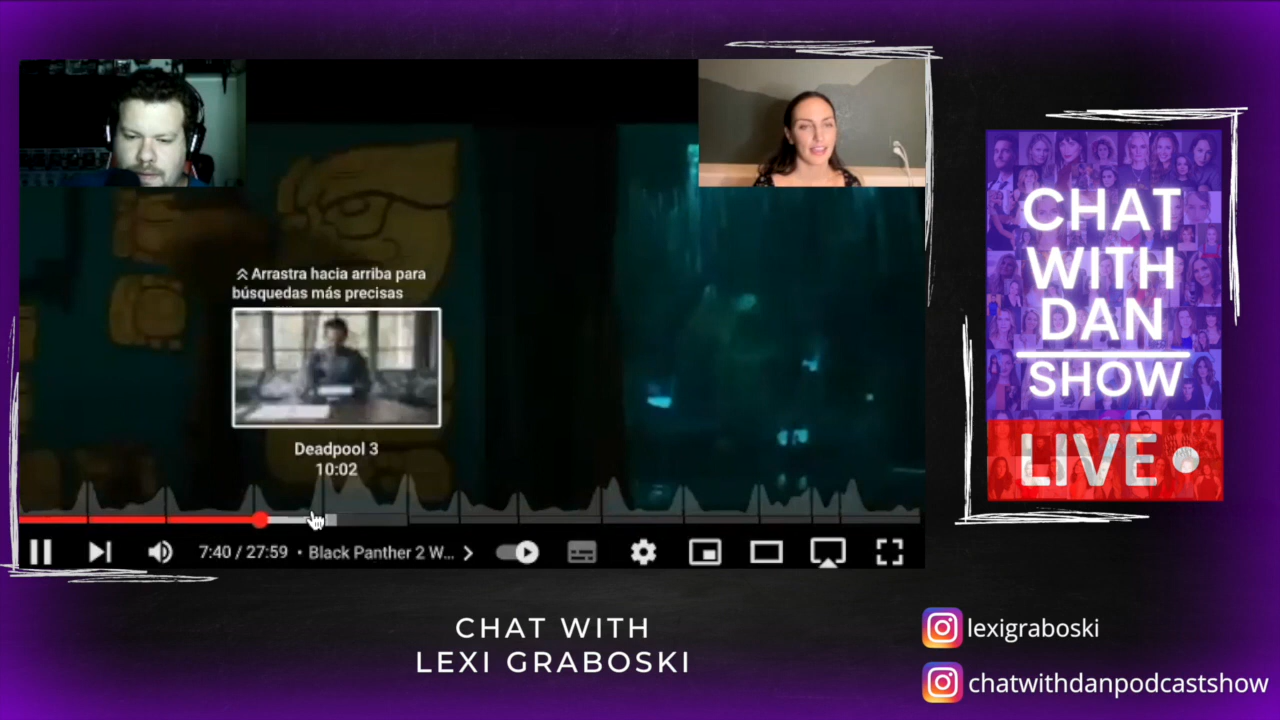 Arrastra hacia arriba para
búsquedas más precisas
Deadpool 3
10:02
7:40 / 27:59 • Black Panther 2 W...
CHAT
WITH
DAN
SHOW
LIVE
CHAT WITH
LEXI GRABOSKI
lexigraboski
chatwithdanpodcastshow